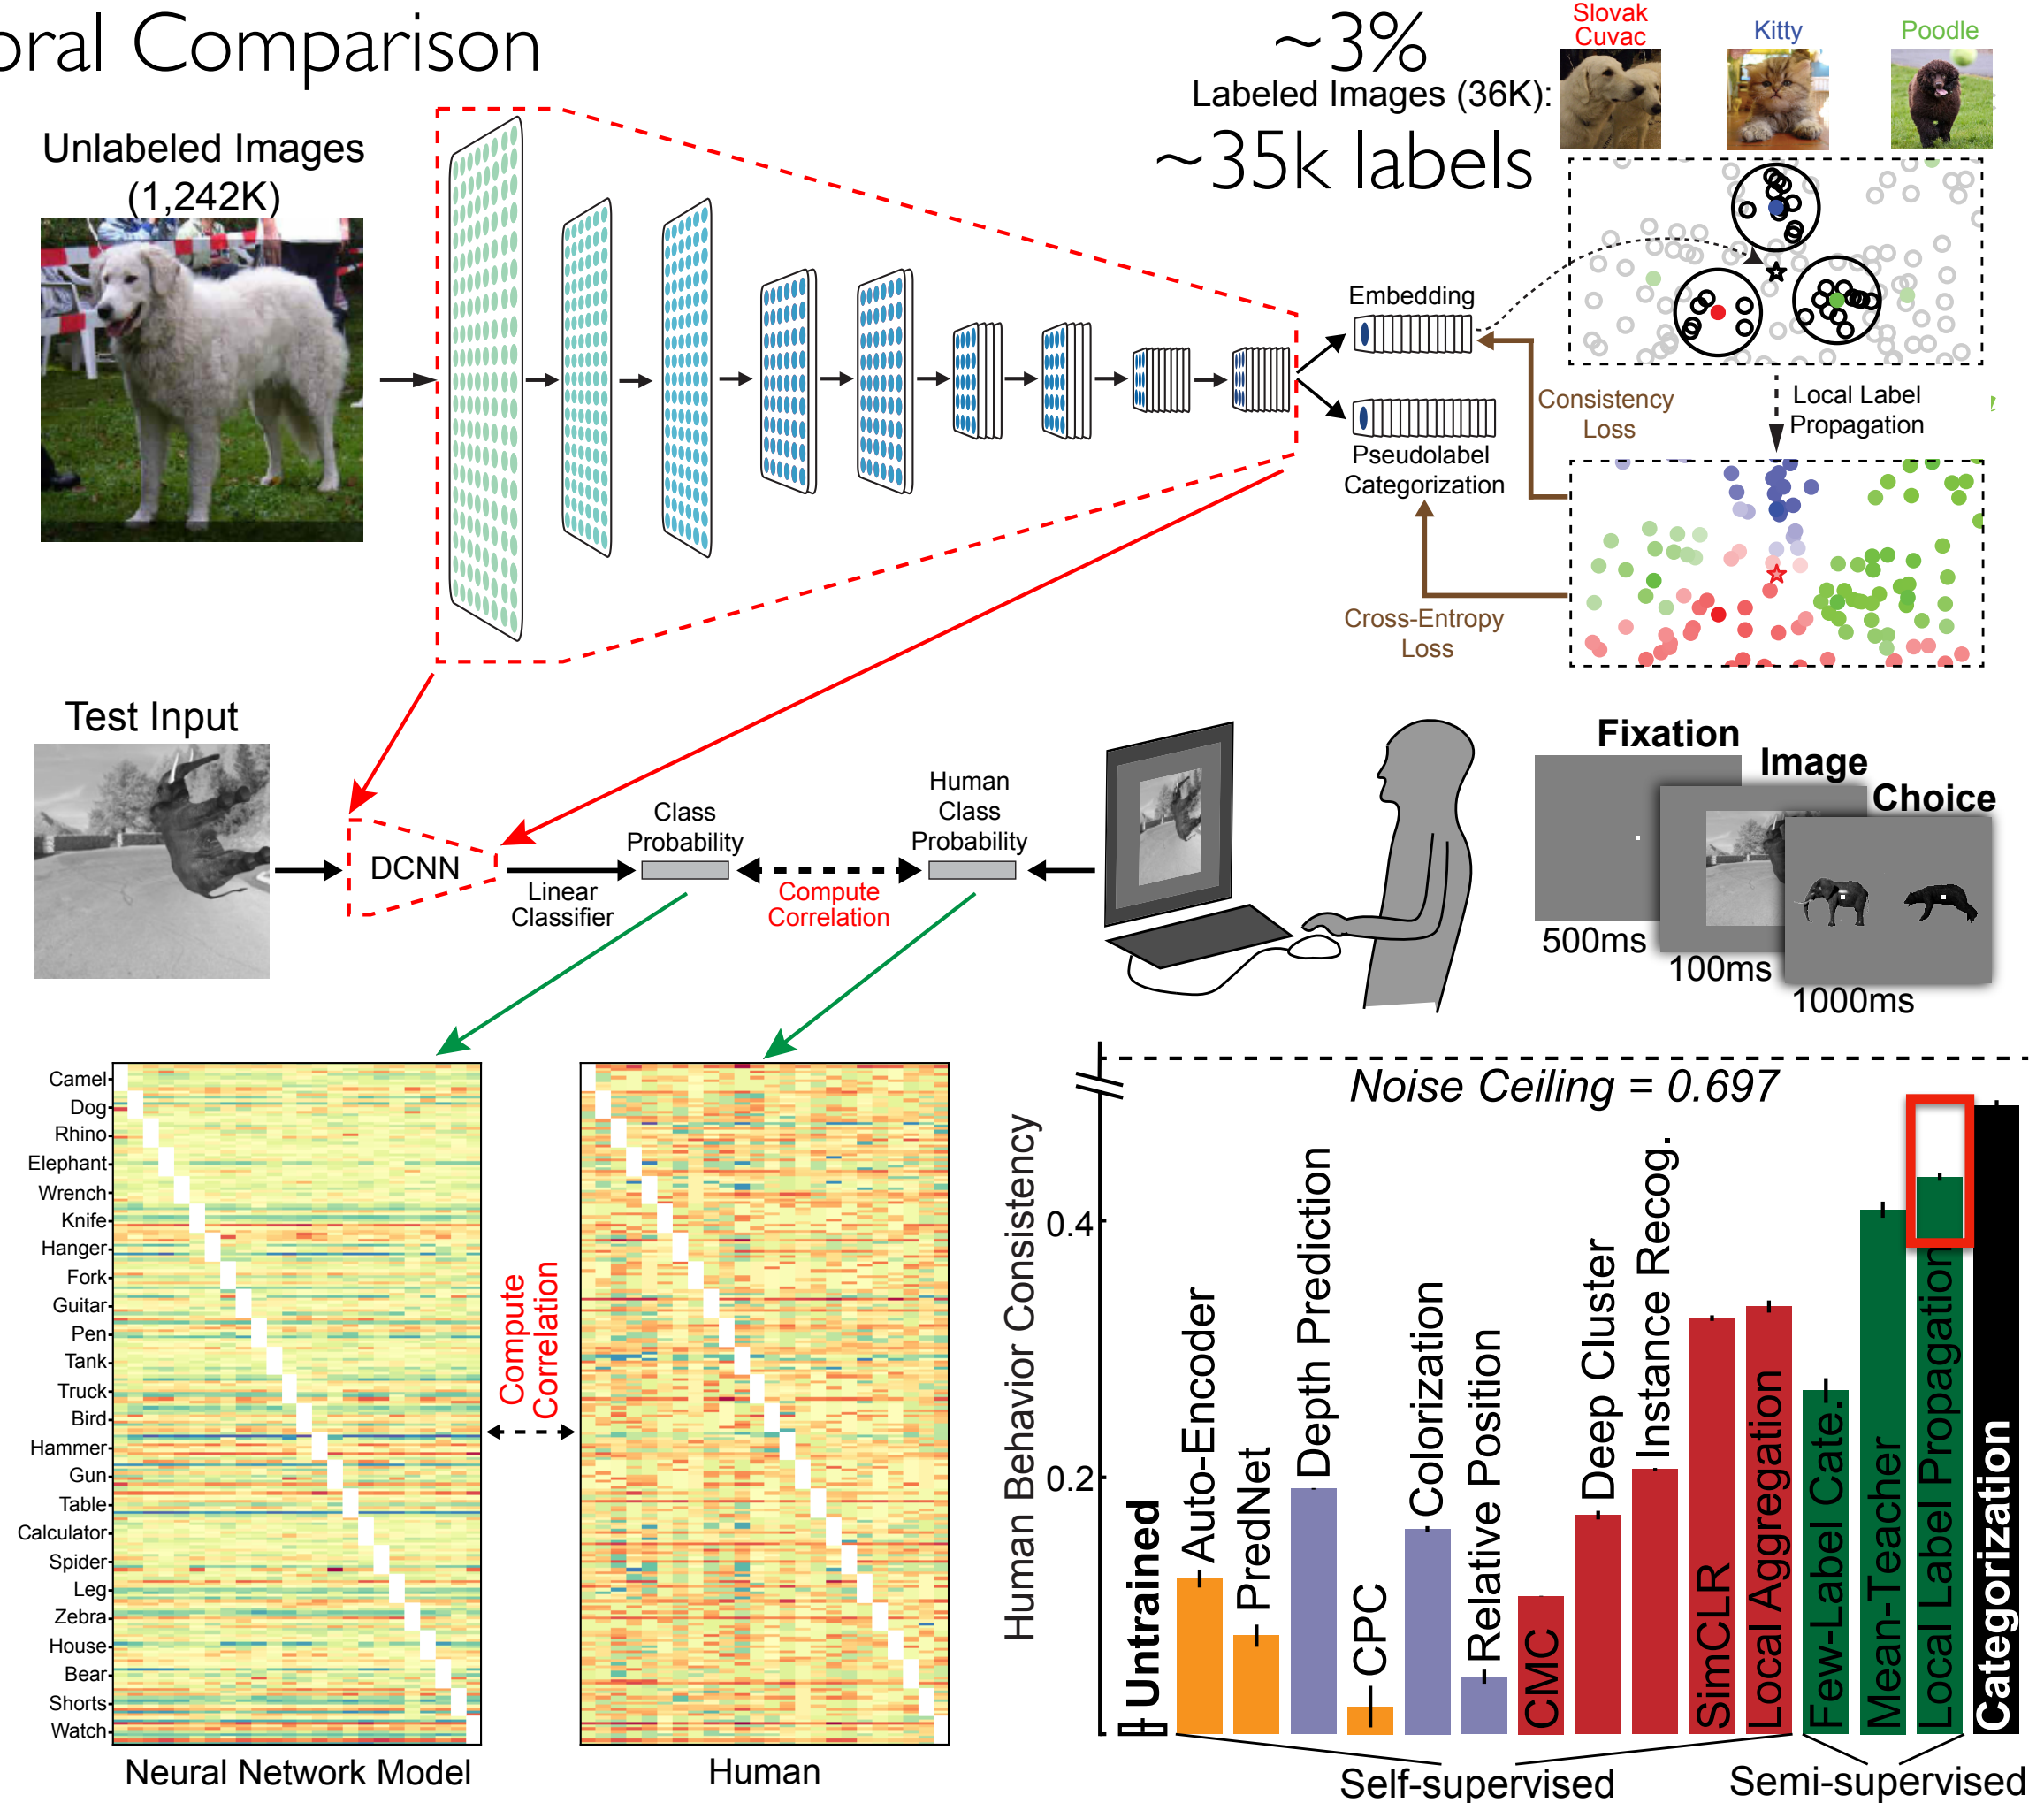 oral Comparison
~3%
Labeled Images (36K):
~35k labels
Slovak
Cuvac
Kitty
Poodle
Unlabeled Images
(1,242K)
Embedding
Pseudolabel
Categorization
Consistency
Loss
Local Label
Propagation
Cross-Entropy
Loss
Test Input
DCNN
Linear
Classifier
Class
Probability
Compute
Correlation
Human
Class
Probability
Fixation
Image
Choice
500ms
100ms
1000ms
Camel
Dog
Rhino
Elephant
Wrench
Knife
Hanger
Fork
Guitar
Pen
Tank
Truck
Bird
Hammer
Gun
Table
Calculator
Spider
Leg
Zebra
House
Bear
Shorts
Watch
Neural Network Model
Compute
Correlation
Human
Human Behavior Consistency
0.4
0.2
Noise Ceiling = 0.697
Untrained
Auto-Encoder
PredNet
Depth Prediction
CPC
Colorization
Relative Position
CMC
Deep Cluster
Instance Recog.
SimCLR
Local Aggregation
Few-Label Cate.
Mean-Teacher
Local Label Propagation
Categorization
Self-supervised
Semi-supervised